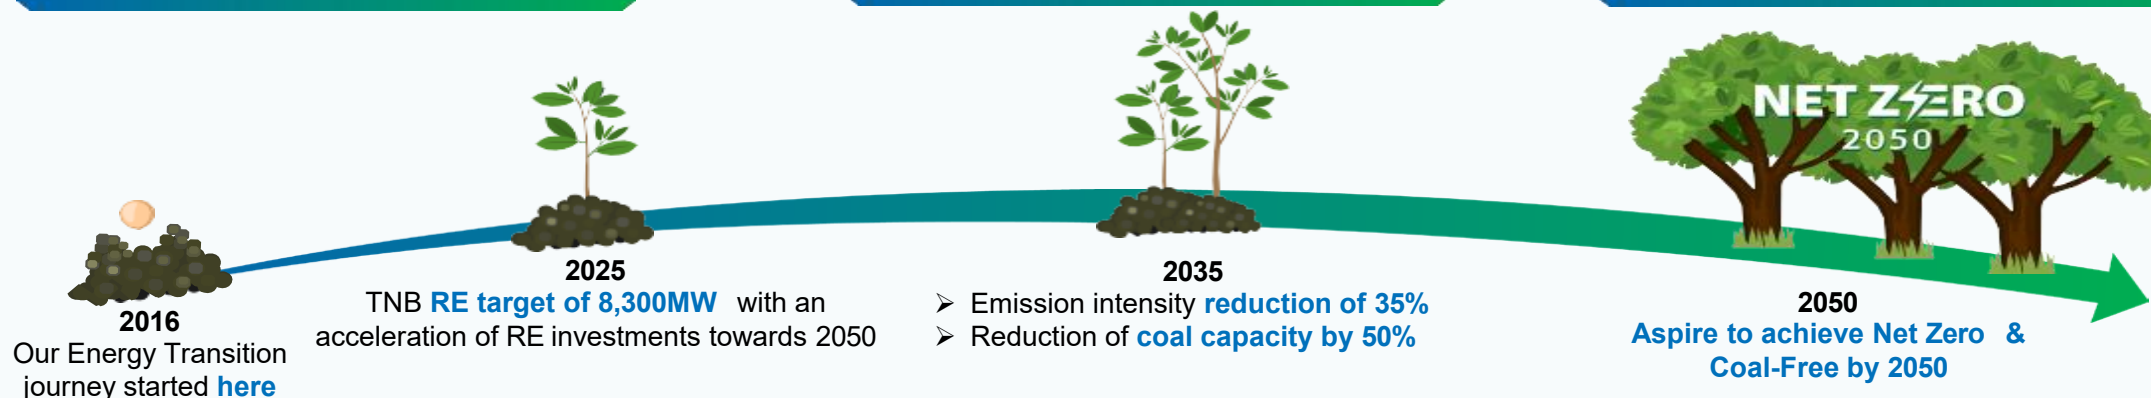 NET ZERO
2050
2016
Our Energy Transition
journey started here
2025
TNB RE target of 8,300MW with an
acceleration of RE investments towards 2050
2035
➢ Emission intensity reduction of 35%
➢ Reduction of coal capacity by 50%
2050
Aspire to achieve Net Zero &
Coal-Free by 2050